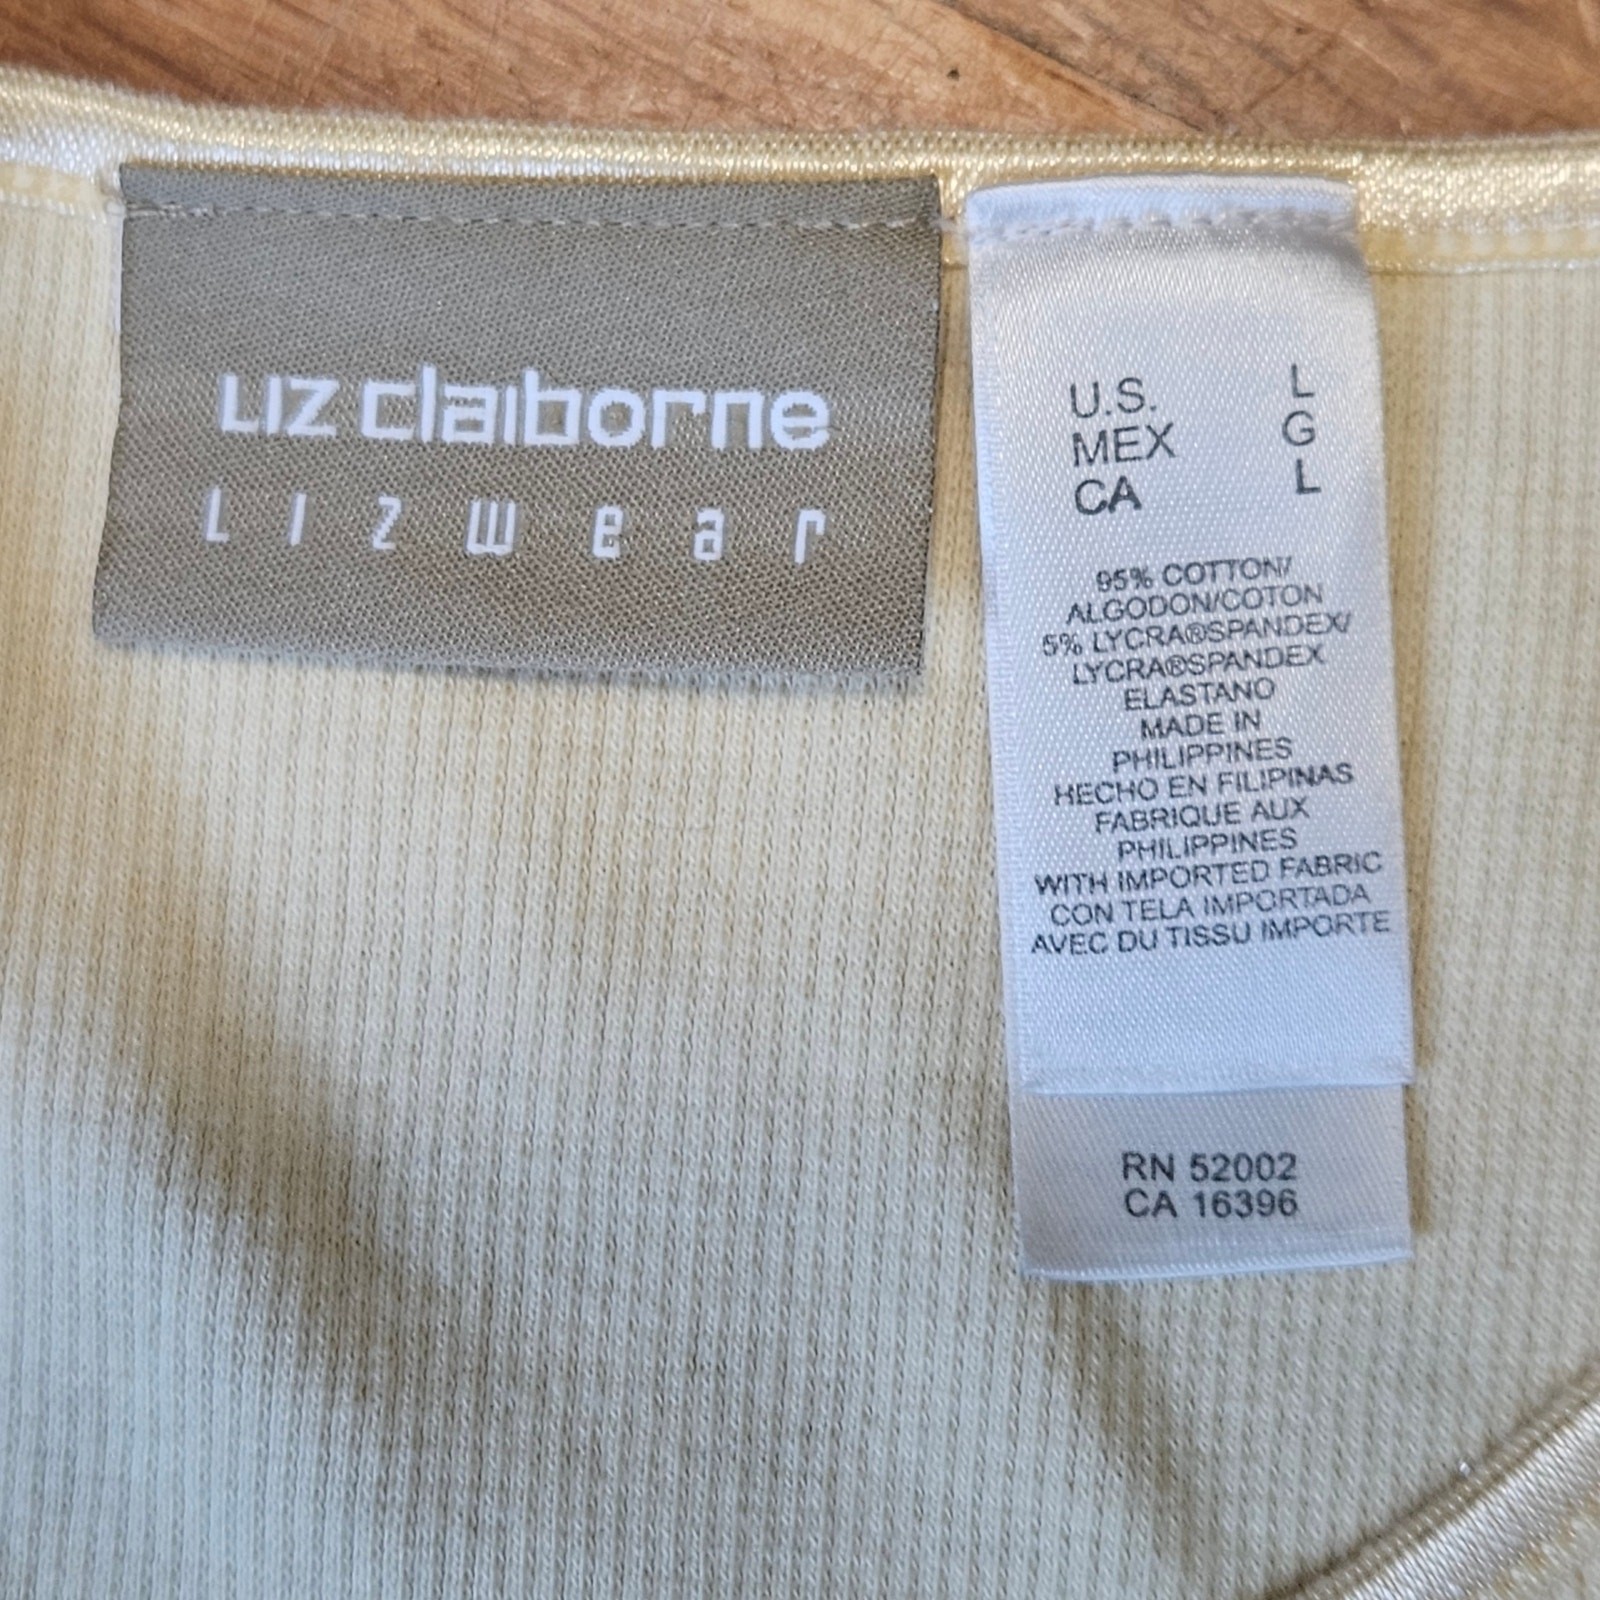 LIZ claiborne
LIZwear
U.S. L
MEX G
CA L
95% COTTON/
ALGODON/COTON
5% LYCRA®SPANDEX/
LYCRA®SPANDEX
ELASTANO
MADE IN
PHILIPPINES
HECHO EN FILIPINAS
FABRIQUE AUX
PHILIPPINES
WITH IMPORTED FABRIC
CON TELA IMPORTADA
AVEC DU TISSU IMPORTE
RN 52002
CA 16396